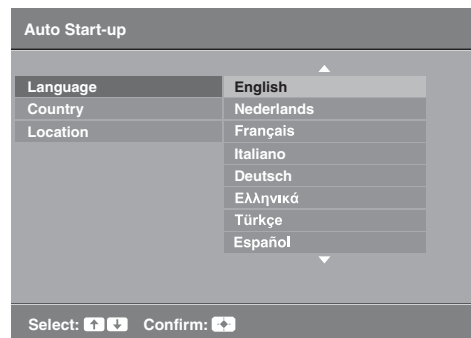 Auto Start-up
Language
Country
Location
English
Nederlands
Français
Italiano
Deutsch
Ελληνικά
Türkçe
Español
Select: Confirm: